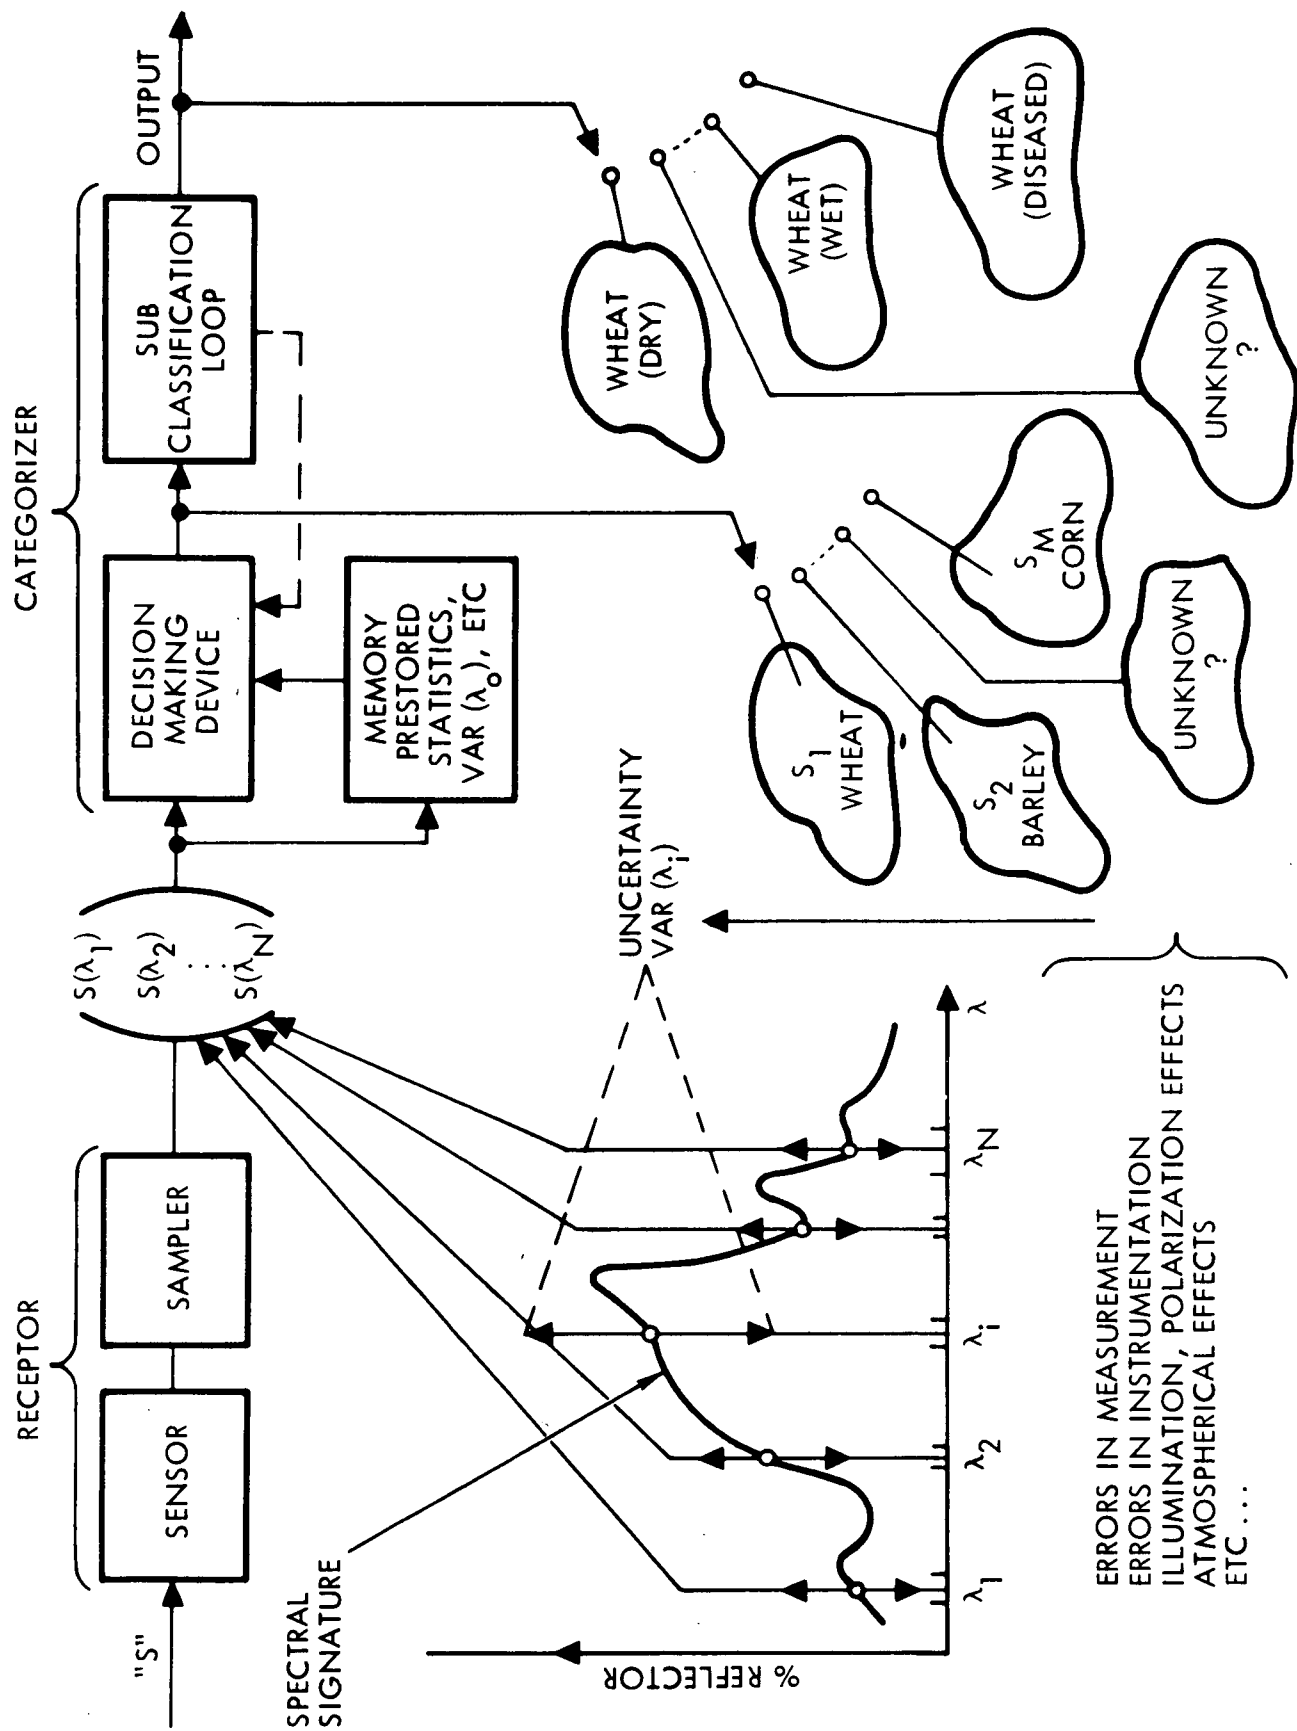 RECEPTOR
CATEGORIZER
"S"
SENSOR
SAMPLER
S(λ1)
S(λ2)
. . . . .
S(λN)
DECISION
MAKING
DEVICE
SUB
CLASSIFICATION
LOOP
OUTPUT
MEMORY
PRESTORED
STATISTICS,
VAR (λo), ETC
SPECTRAL
SIGNATURE
UNCERTAINTY
VAR (λi)
% REFLECTOR
λ1
λ2
λi
λN
λ
S1
WHEAT
S2
BARLEY
SM
CORN
UNKNOWN
?
WHEAT
(DRY)
WHEAT
(WET)
WHEAT
(DISEASED)
UNKNOWN
?
ERRORS IN MEASUREMENT
ERRORS IN INSTRUMENTATION
ILLUMINATION, POLARIZATION EFFECTS
ATMOSPHERICAL EFFECTS
ETC . . .